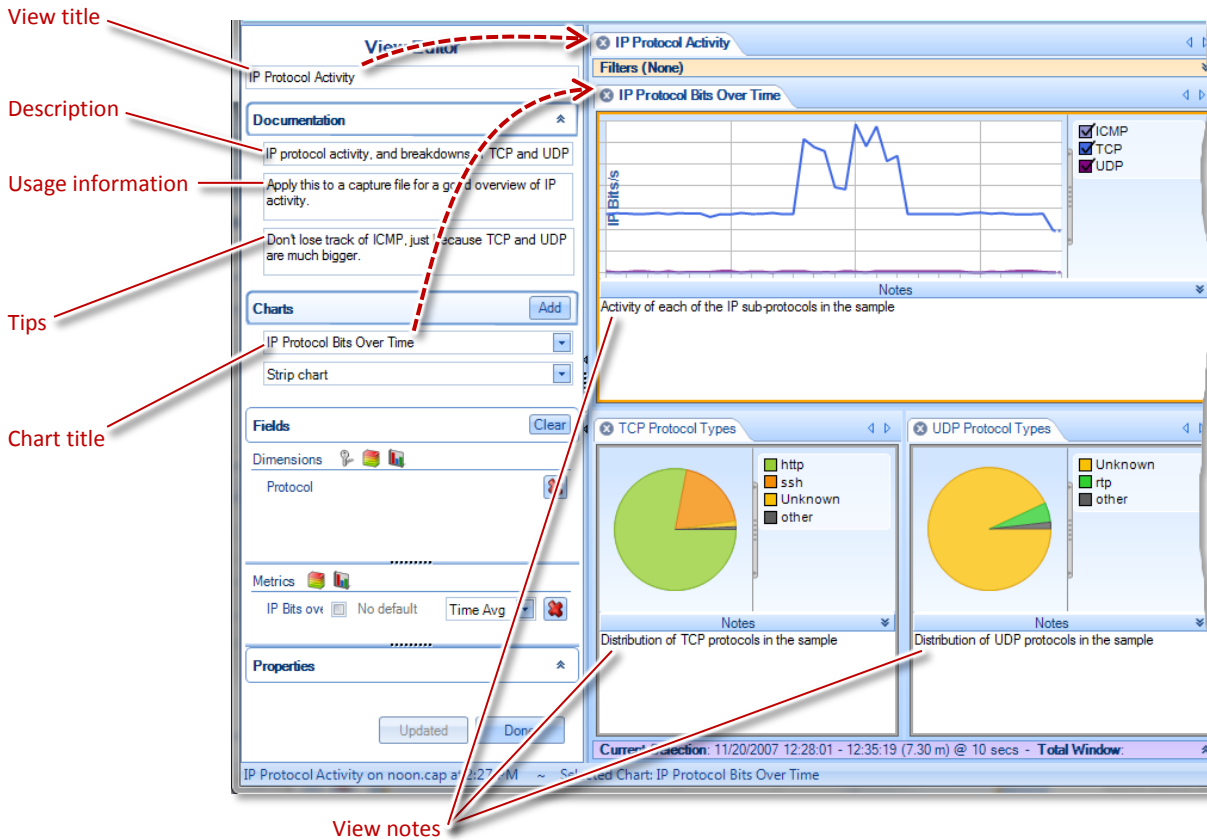 View title
Description
Usage information
Tips
Chart title
View notes
View Editor
IP Protocol Activity
Documentation
IP protocol activity, and breakdowns TCP and UDP
Apply this to a capture file for a good overview of IP
activity.
Don't lose track of ICMP, just because TCP and UDP
are much bigger.
Charts
Add
IP Protocol Bits Over Time
Strip chart
Fields
Clear
Dimensions
Protocol
Metrics
IP Bits ove
No default
Time Avg
Properties
Updated
Done
IP Protocol Activity
Filters (None)
IP Protocol Bits Over Time
IP Bits/s
ICMP
TCP
UDP
Notes
Activity of each of the IP sub-protocols in the sample
TCP Protocol Types
http
ssh
Unknown
other
Notes
Distribution of TCP protocols in the sample
UDP Protocol Types
Unknown
rtp
other
Notes
Distribution of UDP protocols in the sample
Current Selection: 11/20/2007 12:28:01 - 12:35:19 (7.30 m) @ 10 secs - Total Window:
IP Protocol Activity on noon.cap at 2:27 PM ~ Selected Chart: IP Protocol Bits Over Time